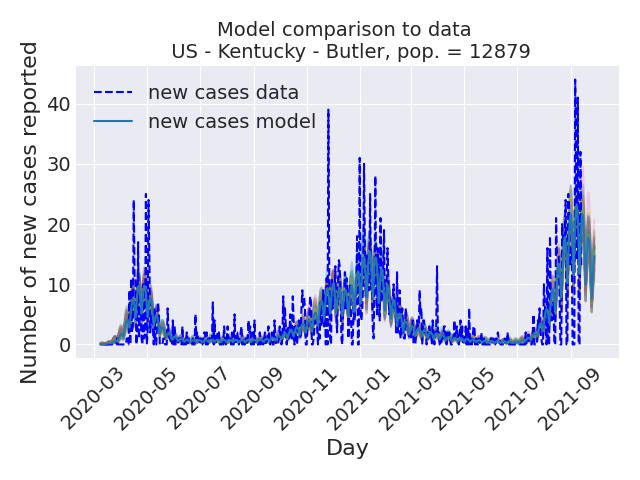 Model comparison to data
US - Kentucky - Butler, pop. = 12879
Number of new cases reported
new cases data
new cases model
40
30
20
10
0
2020-03
2020-05
2020-07
2020-09
2020-11
2021-01
2021-03
2021-05
2021-07
2021-09
Day